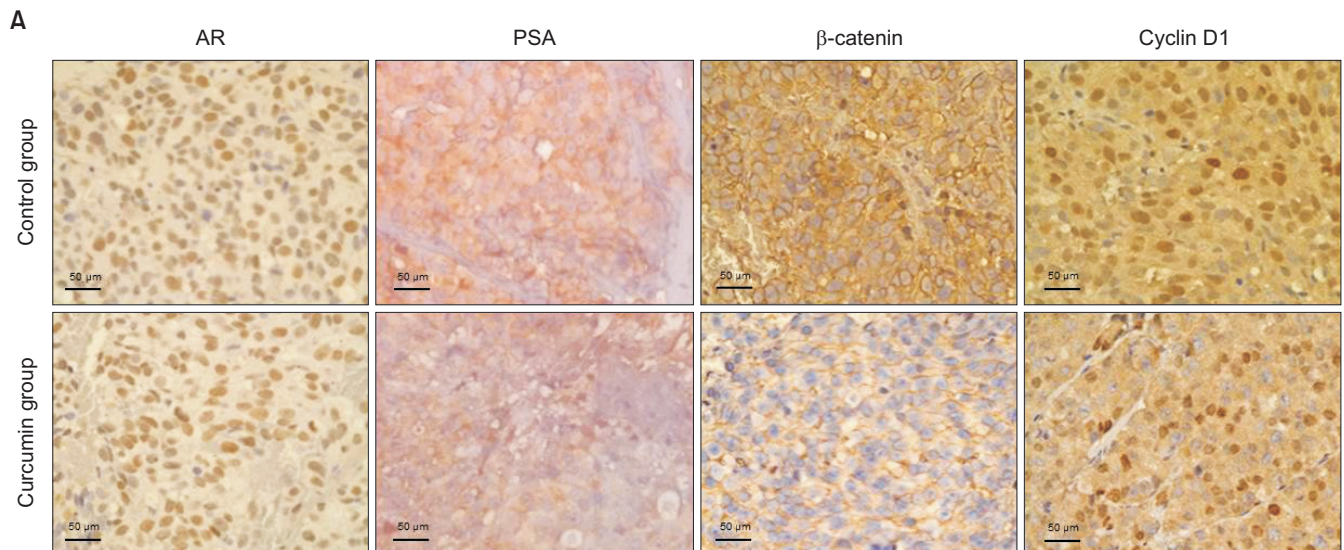 A
AR PSA β-catenin Cyclin D1
Control group
50 µm 50 µm 50 µm 50 µm
Curcumin group
50 µm 50 µm 50 µm 50 µm